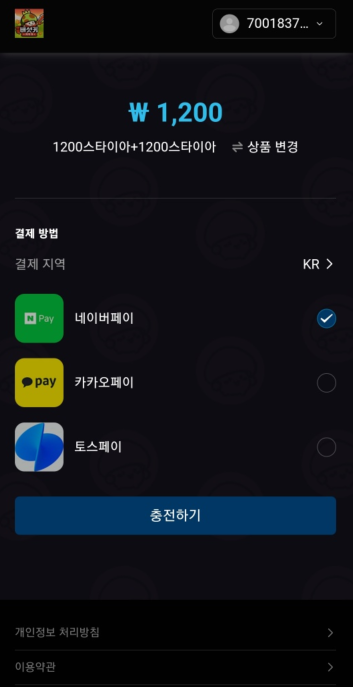 버섯커
7001837...
₩ 1,200
1200스타이아+1200스타이아 ⇌ 상품 변경
결제 방법
결제 지역 KR
N Pay 네이버페이
pay 카카오페이
토스페이
충전하기
개인정보 처리방침
이용약관